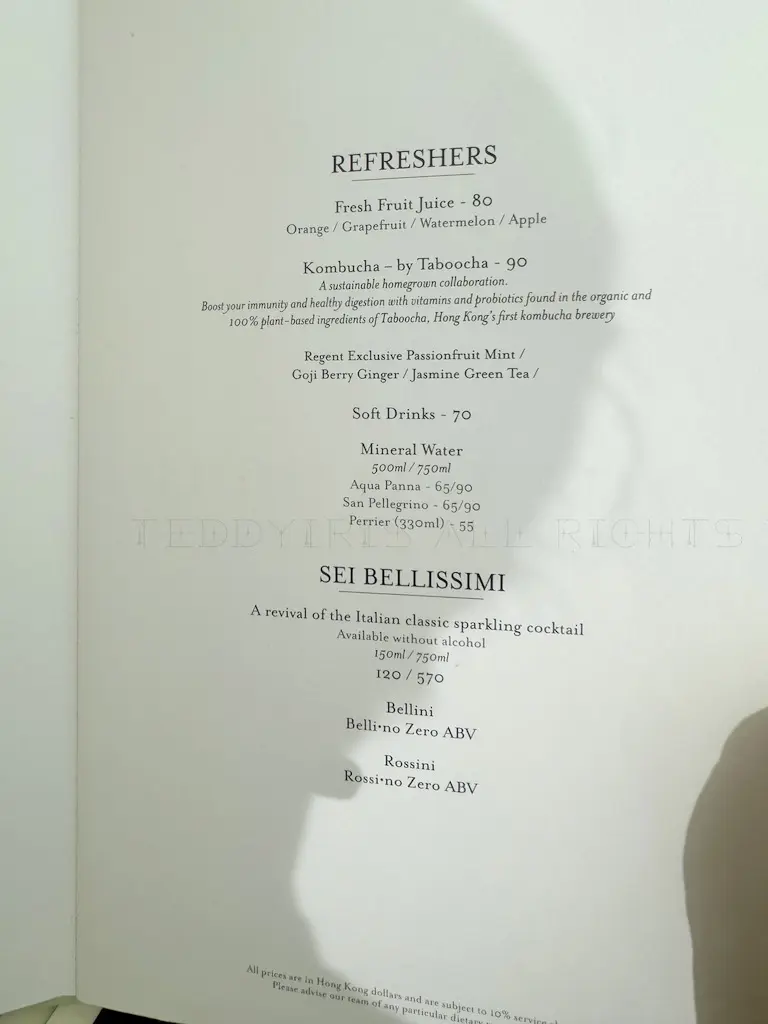 REFRESHERS
Fresh Fruit Juice - 80
Orange / Grapefruit / Watermelon / Apple
Kombucha – by Taboocha - 90
A sustainable homegrown collaboration.
Boost your immunity and healthy digestion with vitamins and probiotics found in the organic and
100% plant-based ingredients of Taboocha, Hong Kong's first kombucha brewery
Regent Exclusive Passionfruit Mint /
Goji Berry Ginger / Jasmine Green Tea /
Soft Drinks - 70
Mineral Water
500ml / 750ml
Aqua Panna - 65/90
San Pellegrino - 65/90
Perrier (330ml) - 55
TEDDYIRIS ALL RIGHTS
SEI BELLISSIMI
A revival of the Italian classic sparkling cocktail
Available without alcohol
150ml / 750ml
120 / 570
Bellini
Belli•no Zero ABV
Rossini
Rossi•no Zero ABV
All prices are in Hong Kong dollars and are subject to 10% service
Please advise our team of any particular dietary